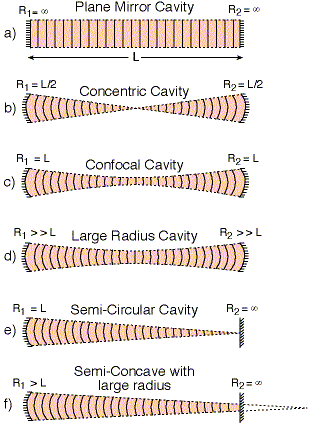 Plane Mirror Cavity
R1= ∞
R2= ∞
a)
L
R1= L/2
Concentric Cavity
R2= L/2
b)
R1= L
Confocal Cavity
R2= L
c)
R1 >> L
Large Radius Cavity
R2 >> L
d)
R1 = L
Semi-Circular Cavity
R2= ∞
e)
Semi-Concave with
R1 > L
large radius
R2= ∞
f)